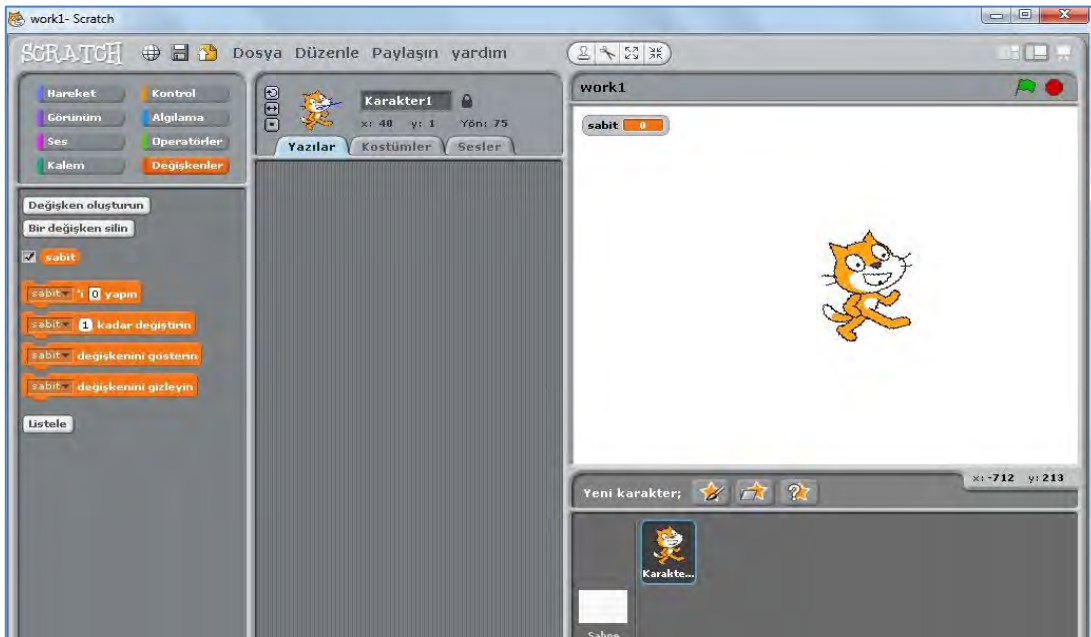 work1- Scratch
SCRATCH Dosya Düzenle Paylaşın yardım
Hareket Kontrol
Görünüm Algılama
Ses Operatörler
Kalem Değişkenler
Değişken oluşturun
Bir değişken silin
sabit
sabit 'i 0 yapın
sabit 1 kadar değiştirin
sabit değişkenini gösterin
sabit değişkenini gizleyin
Listele
Karakter1
x: 40 y: 1 Yön: 75
Yazılar Kostümler Sesler
work1
sabit 0
x: -712 y: 213
Yeni karakter;
Karakte...
Sahne